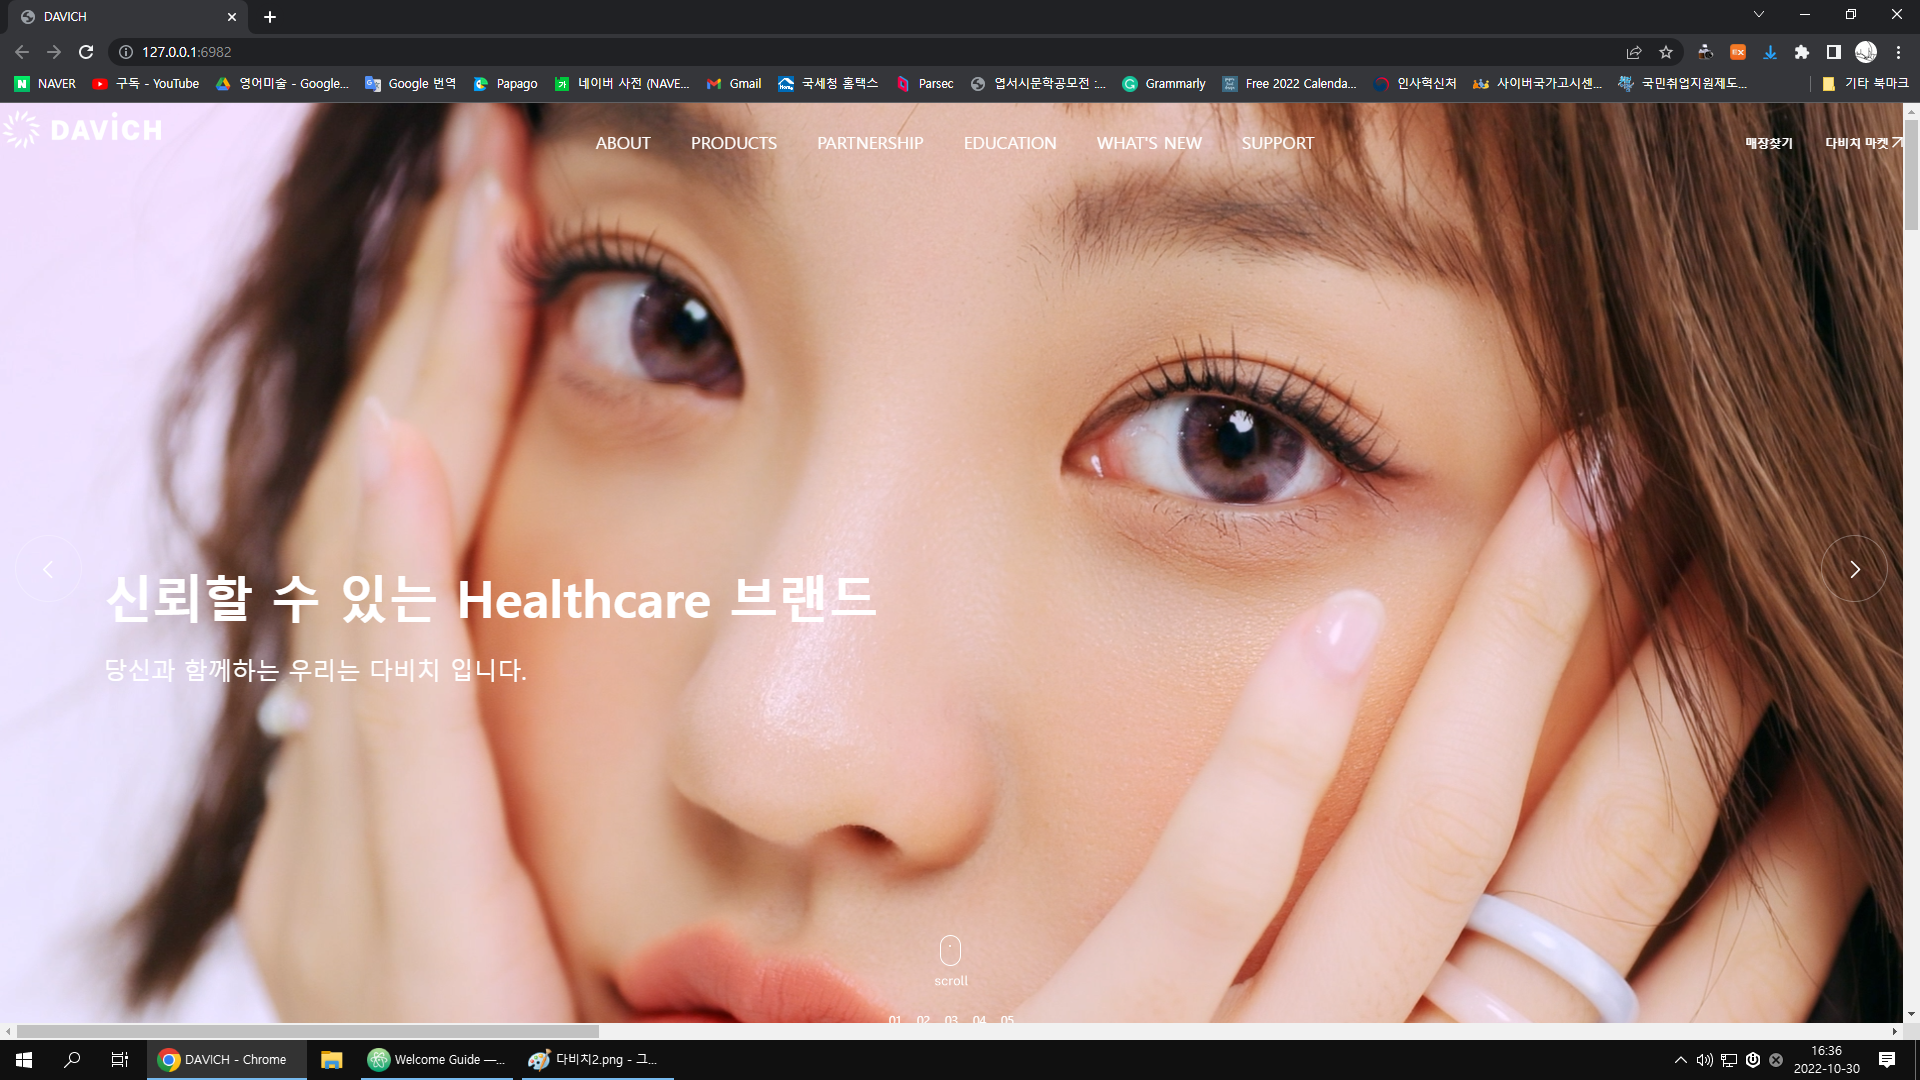 DAVICH
127.0.0.1:6982
NAVER 구독 - YouTube 영어미술 - Google... Google 번역 Papago 네이버 사전 (NAVE... Gmail 국세청 홈택스 Parsec 엽서시문학공모전 :... Grammarly Free 2022 Calenda... 인사혁신처 사이버국가고시센... 국민취업지원제도... 기타 북마크
DAVICH ABOUT PRODUCTS PARTNERSHIP EDUCATION WHAT'S NEW SUPPORT 매장찾기 다비치 마켓
신뢰할 수 있는 Healthcare 브랜드
당신과 함께하는 우리는 다비치 입니다.
scroll
01 02 03 04 05
DAVICH - Chrome Welcome Guide —... 다비치2.png - 그... 16:36
2022-10-30